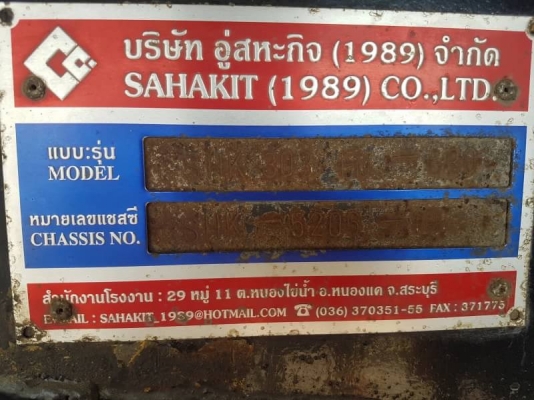 บริษัท อู่สหะกิจ (1989) จำกัด
SAHAKIT (1989) CO.,LTD.
แบบ:รุ่น
MODEL
หมายเลขแชสซี
CHASSIS NO.
สำนักงานโรงงาน : 29 หมู่ 11 ต.หนองไข่น้ำ อ.หนองแค จ.สระบุรี
: SAHAKIT_1989@HOTMAIL.COM ☎ (036) 370351-55 FAX : 371773